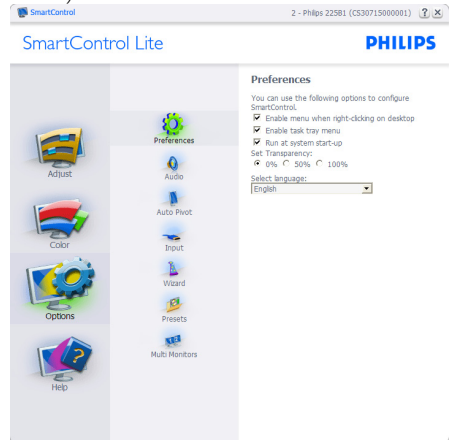 SmartControl
2 - Philips 225B1 (CS30715000001)
?
SmartControl Lite
PHILIPS
Adjust
Color
Options
Help
Preferences
Audio
Auto Pivot
Input
Wizard
Presets
Multi Monitors
Preferences
You can use the following options to configure
SmartControl.
Enable menu when right-clicking on desktop
Enable task tray menu
Run at system start-up
Set Transparency:
0% 50% 100%
Select language:
English